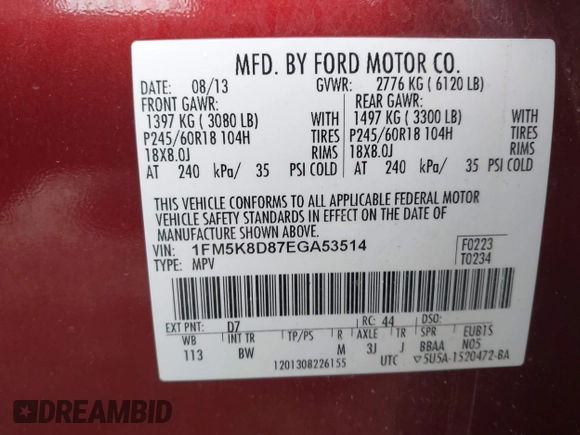 MFD. BY FORD MOTOR CO.
DATE: 08/13 GVWR: 2776 KG ( 6120 LB)
FRONT GAWR: REAR GAWR:
1397 KG ( 3080 LB) WITH 1497 KG ( 3300 LB) WITH
P245/60R18 104H TIRES P245/60R18 104H TIRES
18X8.0J RIMS 18X8.0J RIMS
AT 240 kPa/ 35 PSI COLD AT 240 kPa/ 35 PSI COLD
THIS VEHICLE CONFORMS TO ALL APPLICABLE FEDERAL MOTOR
VEHICLE SAFETY STANDARDS IN EFFECT ON THE DATE OF
MANUFACTURE SHOWN ABOVE.
VIN: 1FM5K8D87EGA53514 F0223
TYPE: MPV T0234
EXT PNT: D7 RC: 44 DSO:
WB INT TR TP/PS R AXLE TR SPR EUB1S
113 BW M 3J J BBAA N05
1201308226155 UTC ▽5U5A-1520472-BA
DREAMBID